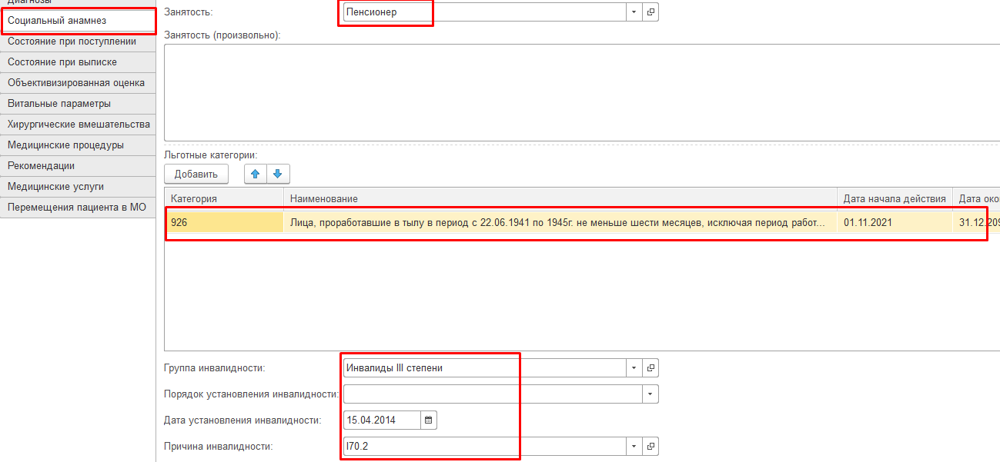 Диагнозы
Социальный анамнез
Состояние при поступлении
Состояние при выписке
Объективизированная оценка
Витальные параметры
Хирургические вмешательства
Медицинские процедуры
Рекомендации
Медицинские услуги
Перемещения пациента в МО
Занятость: Пенсионер
Занятость (произвольно):
Льготные категории:
Добавить
Категория Наименование Дата начала действия Дата око
926 Лица, проработавшие в тылу в период с 22.06.1941 по 1945г. не меньше шести месяцев, исключая период работ... 01.11.2021 31.12.209
Группа инвалидности: Инвалиды III степени
Порядок установления инвалидности:
Дата установления инвалидности: 15.04.2014
Причина инвалидности: I70.2